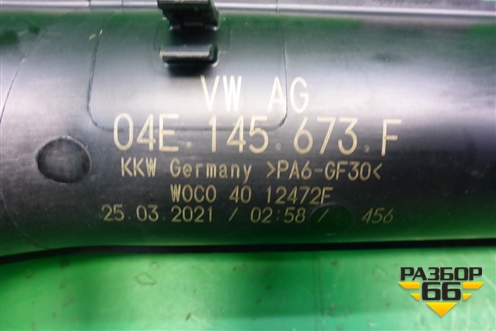 VW AG
04E.145.673.F
KKW Germany >PA6-GF30<
WOCO 40 12472F
25.03.2021 / 02:58 / 456
РАЗБОР
66